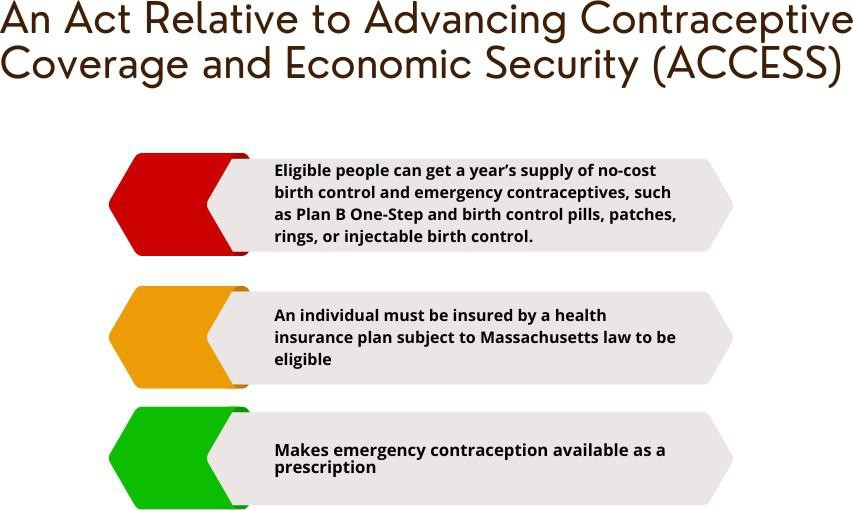 An Act Relative to Advancing Contraceptive
Coverage and Economic Security (ACCESS)
Eligible people can get a year’s supply of no-cost
birth control and emergency contraceptives, such
as Plan B One-Step and birth control pills, patches,
rings, or injectable birth control.
An individual must be insured by a health
insurance plan subject to Massachusetts law to be
eligible
Makes emergency contraception available as a
prescription